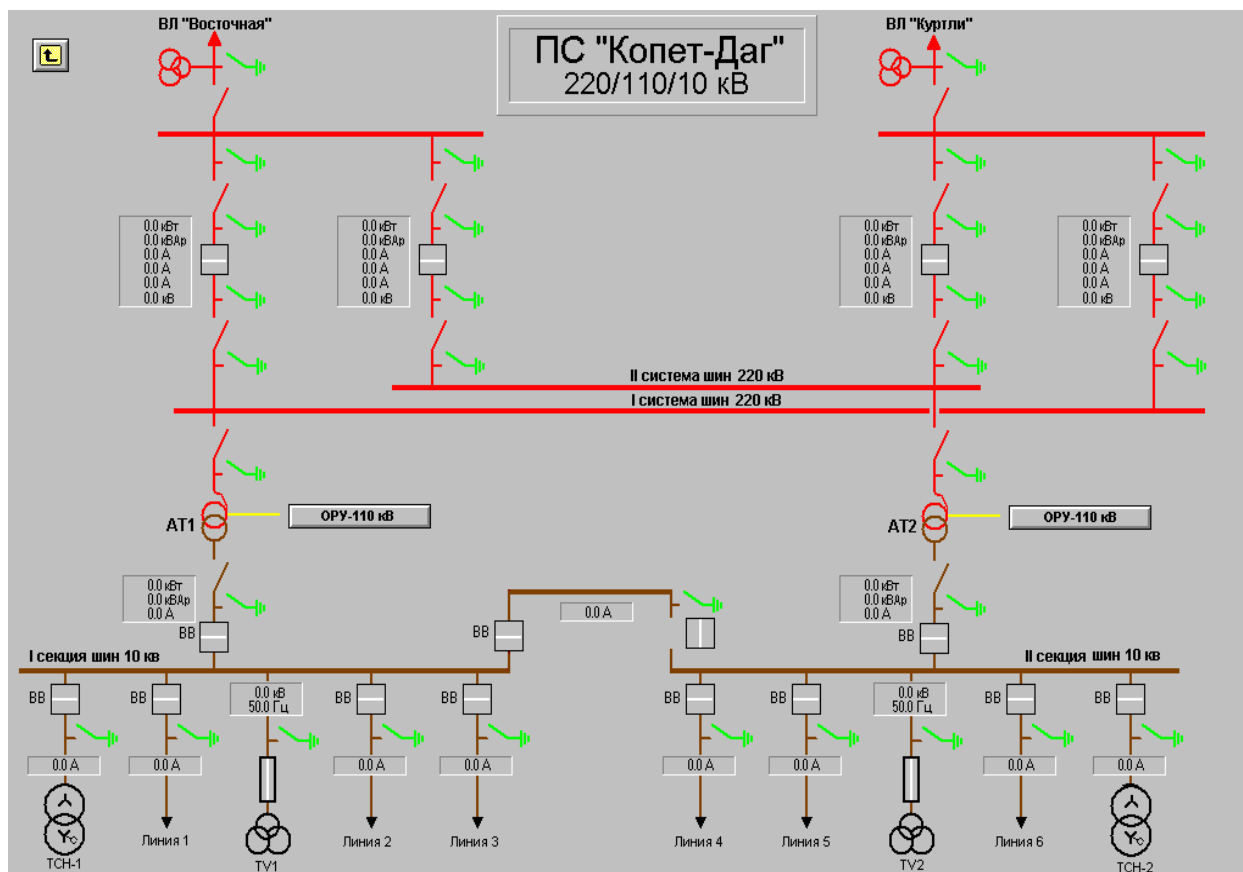 ВЛ "Восточная"
ВЛ "Куртли"
ПС "Копет-Даг"
220/110/10 кВ
0.0 кВт
0.0 кВАр
0.0 А
0.0 А
0.0 А
0.0 кВ
0.0 кВт
0.0 кВАр
0.0 А
0.0 А
0.0 А
0.0 кВ
0.0 кВт
0.0 кВАр
0.0 А
0.0 А
0.0 А
0.0 кВ
0.0 кВт
0.0 кВАр
0.0 А
0.0 А
0.0 А
0.0 кВ
II система шин 220 кВ
I система шин 220 кВ
АТ1
ОРУ-110 кВ
АТ2
ОРУ-110 кВ
0.0 кВт
0.0 кВАр
0.0 А
0.0 А
0.0 кВт
0.0 кВАр
0.0 А
ВВ
ВВ
ВВ
I секция шин 10 кв
II секция шин 10 кв
ВВ
ВВ
0.0 кВ
50.0 Гц
ВВ
ВВ
ВВ
ВВ
0.0 кВ
50.0 Гц
ВВ
ВВ
0.0 А
0.0 А
0.0 А
0.0 А
0.0 А
0.0 А
0.0 А
0.0 А
ТСН-1
Линия 1
TV1
Линия 2
Линия 3
Линия 4
Линия 5
TV2
Линия 6
ТСН-2